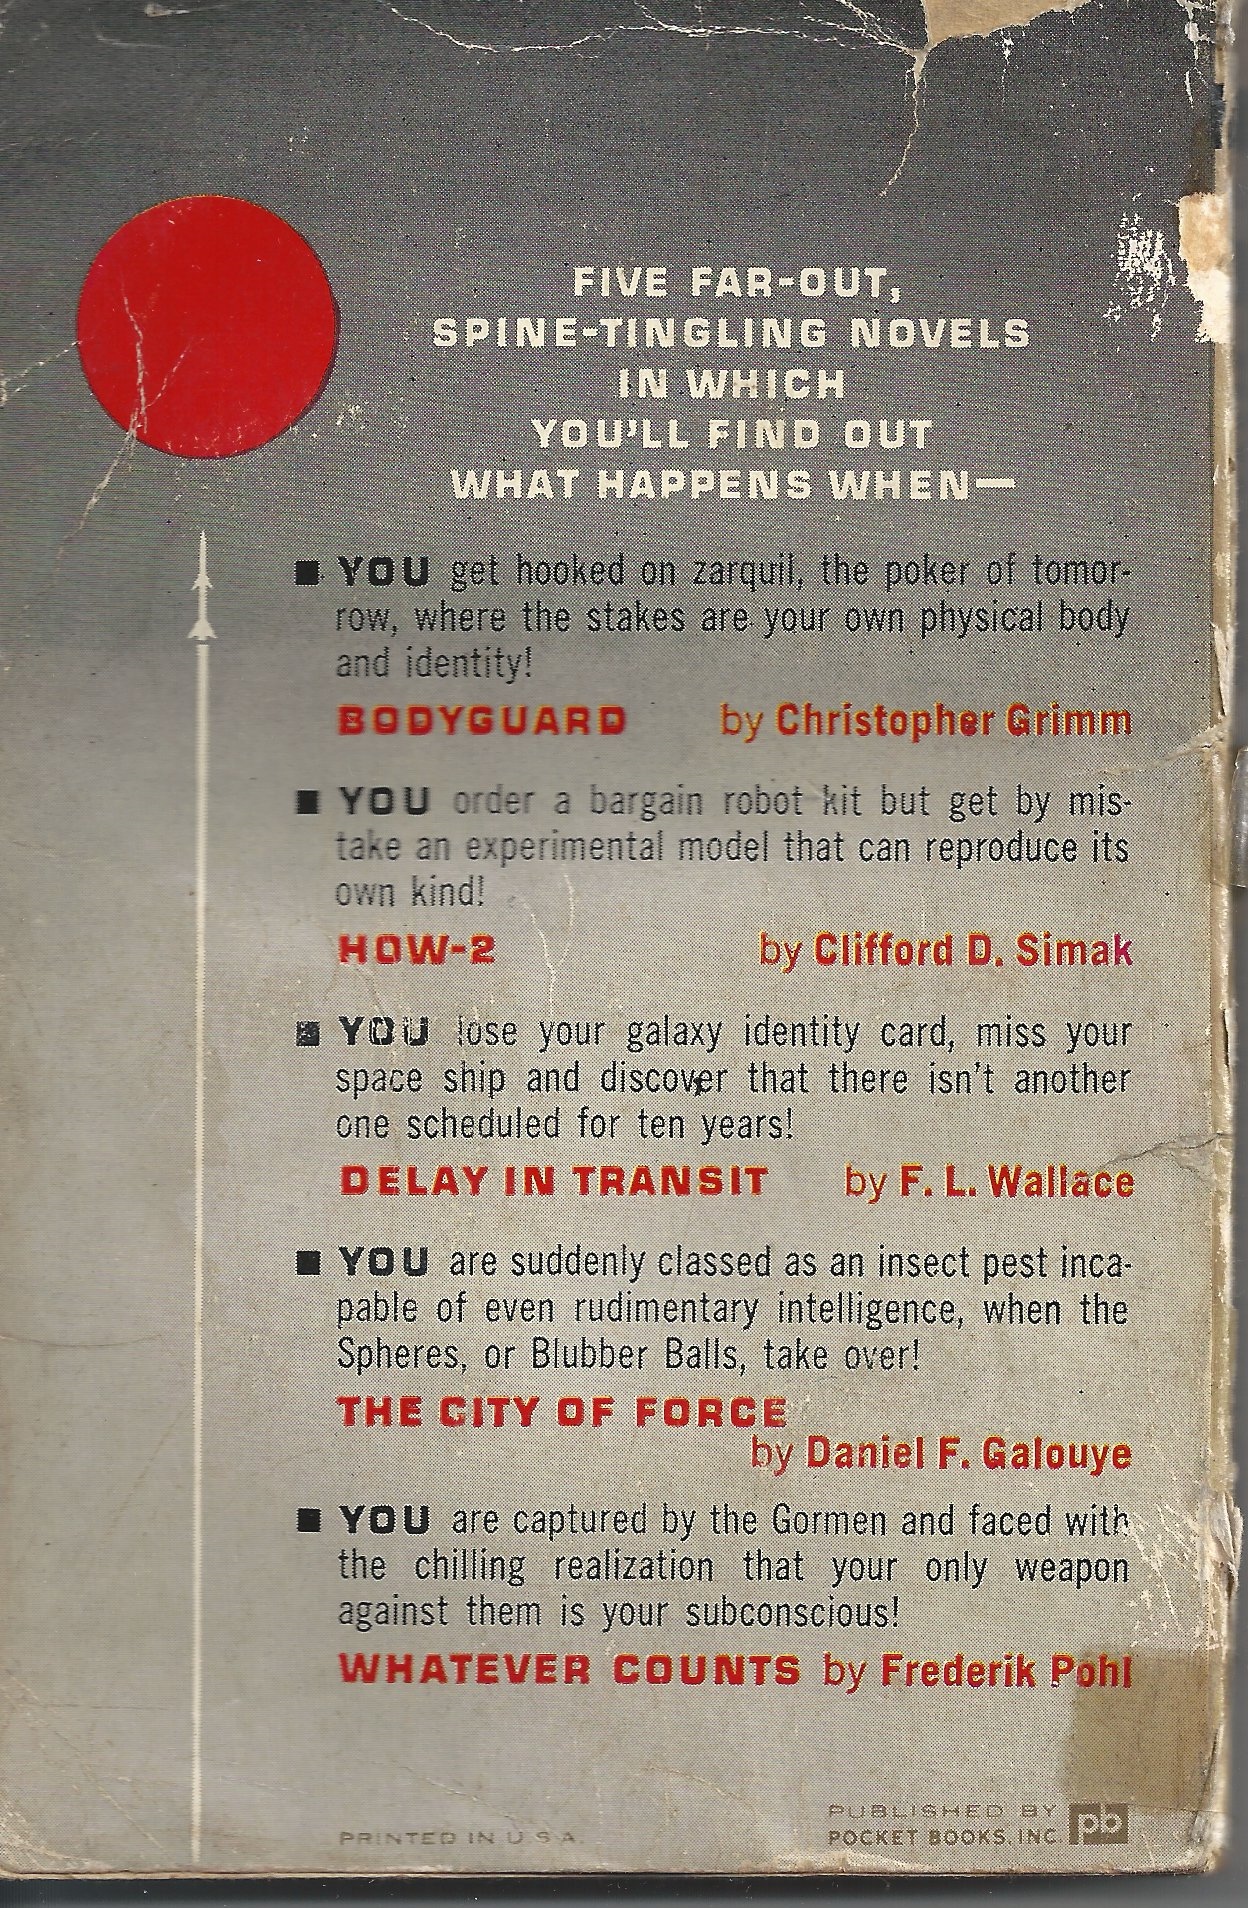 FIVE FAR-OUT,
SPINE-TINGLING NOVELS
IN WHICH
YOU'LL FIND OUT
WHAT HAPPENS WHEN—
■ YOU get hooked on zarquil, the poker of tomor-
row, where the stakes are your own physical body
and identity!
BODYGUARD by Christopher Grimm
■ YOU order a bargain robot kit but get by mis-
take an experimental model that can reproduce its
own kind!
HOW-2 by Clifford D. Simak
■ YOU lose your galaxy identity card, miss your
space ship and discover that there isn't another
one scheduled for ten years!
DELAY IN TRANSIT by F. L. Wallace
■ YOU are suddenly classed as an insect pest inca-
pable of even rudimentary intelligence, when the
Spheres, or Blubber Balls, take over!
THE CITY OF FORCE
by Daniel F. Galouye
■ YOU are captured by the Gormen and faced with
the chilling realization that your only weapon
against them is your subconscious!
WHATEVER COUNTS by Frederik Pohl
PUBLISHED BY
PRINTED IN U.S.A. POCKET BOOKS, INC. pb